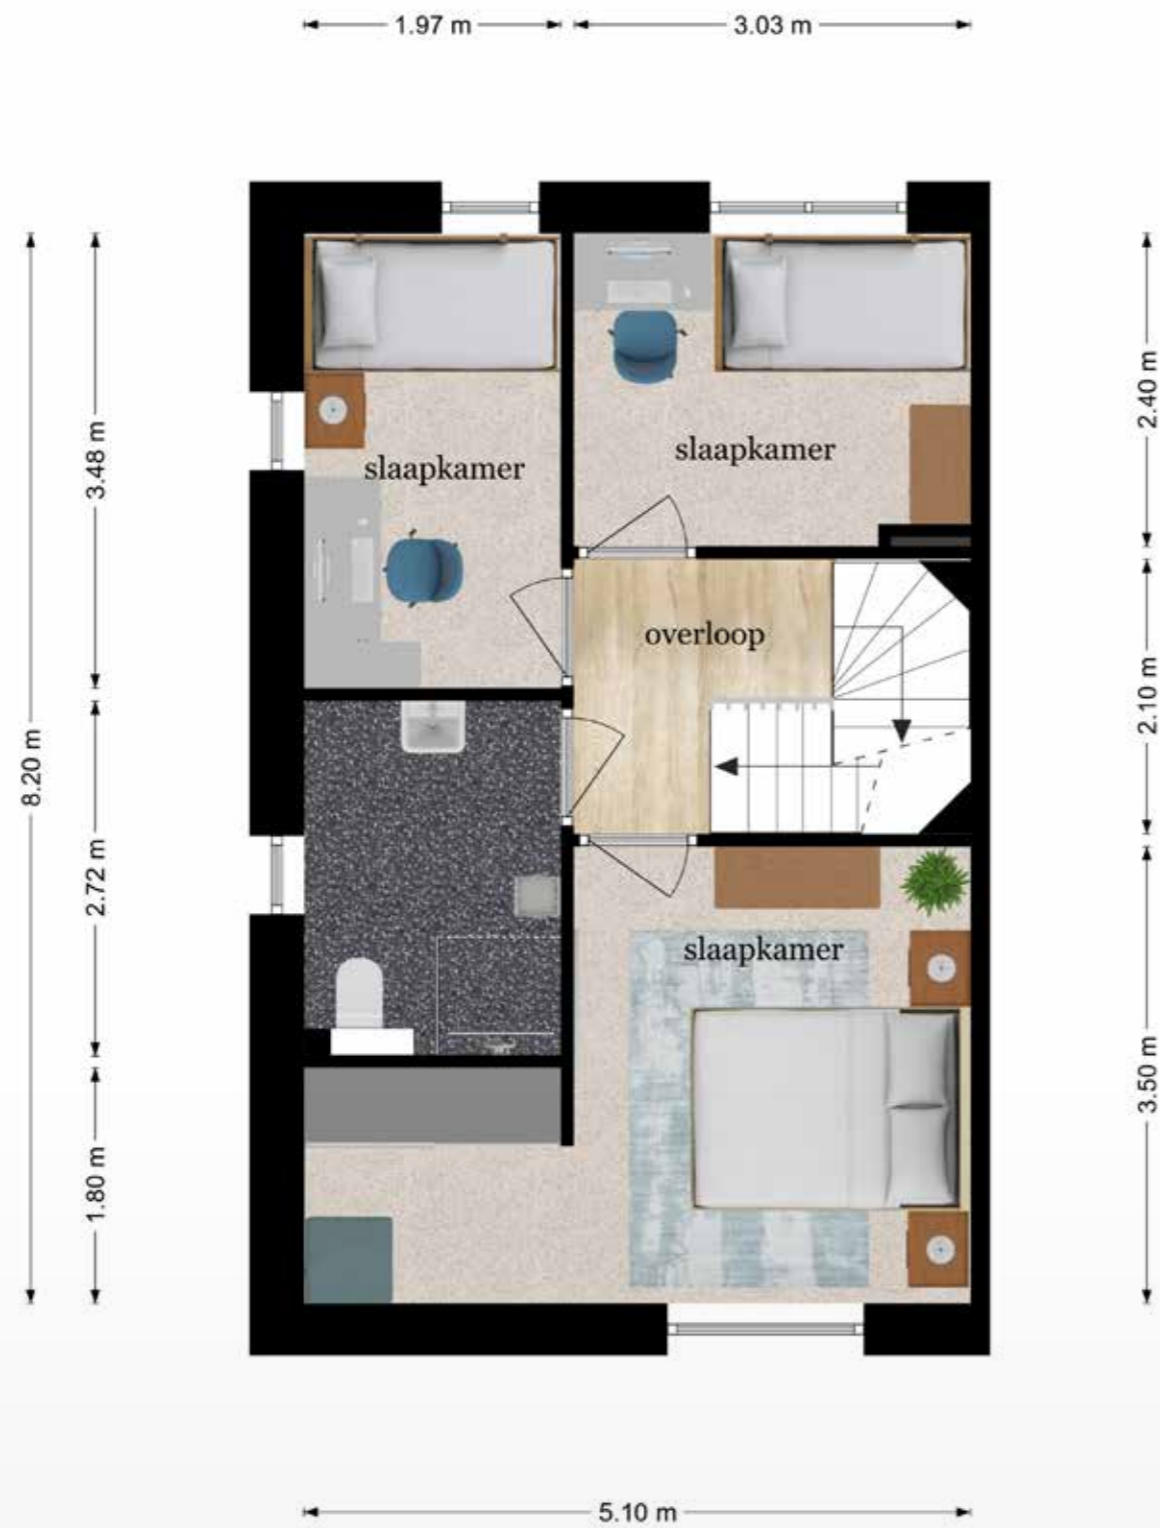 1.97 m
3.03 m
slaapkamer
slaapkamer
3.48 m
2.40 m
overloop
8.20 m
2.10 m
2.72 m
slaapkamer
3.50 m
1.80 m
5.10 m